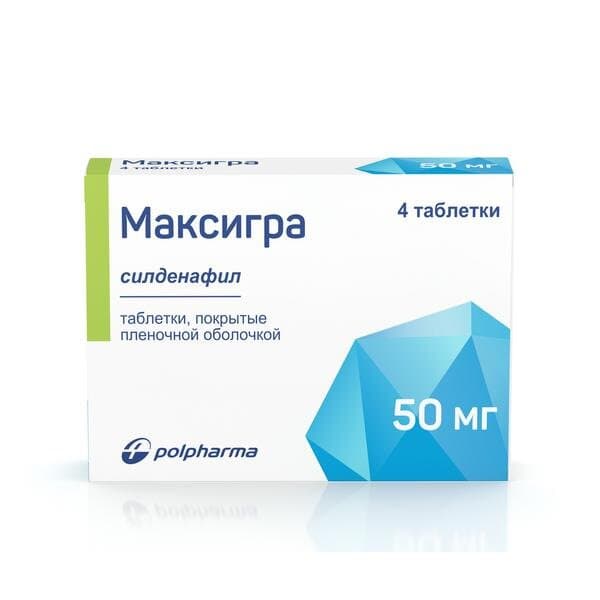 Максигра
4 таблетки
50 мг
Максигра
4 таблетки
силденафил
таблетки, покрытые
пленочной оболочкой
50 мг
polpharma